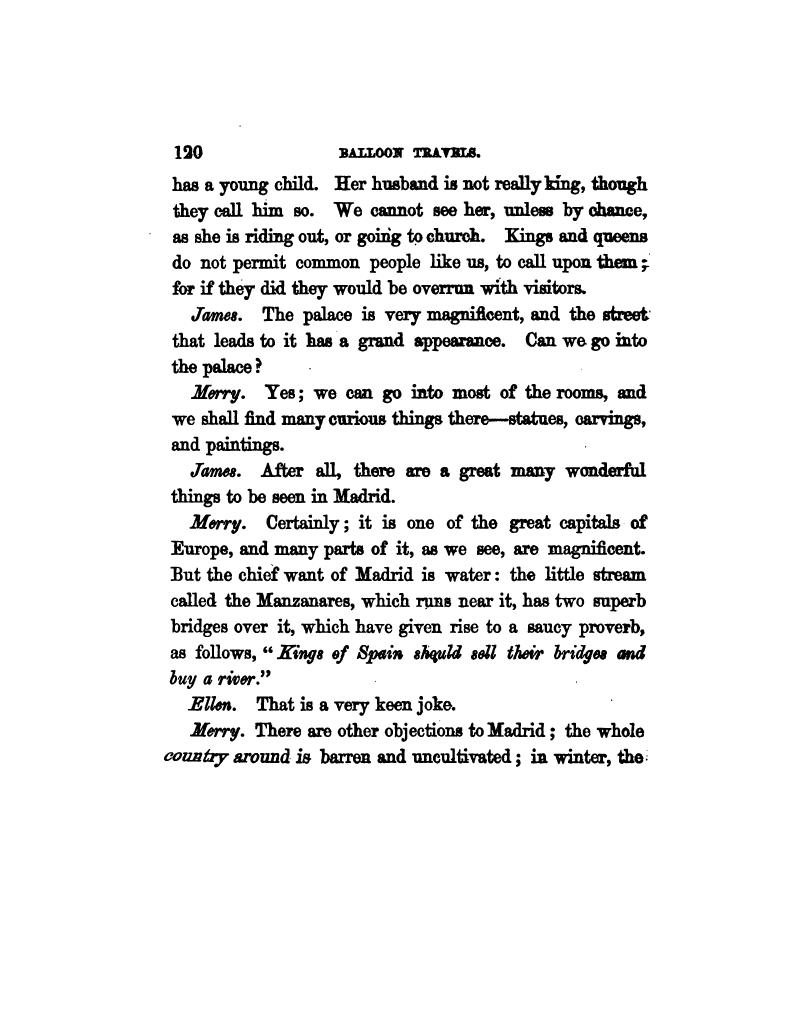 120 BALLOON TRAVELS.
has a young child. Her husband is not really king, though
they call him so. We cannot see her, unless by chance,
as she is riding out, or going to church. Kings and queens
do not permit common people like us, to call upon them;
for if they did they would be overrun with visitors.
James. The palace is very magnificent, and the street
that leads to it has a grand appearance. Can we go into
the palace?
Merry. Yes; we can go into most of the rooms, and
we shall find many curious things there—statues, carvings,
and paintings.
James. After all, there are a great many wonderful
things to be seen in Madrid.
Merry. Certainly; it is one of the great capitals of
Europe, and many parts of it, as we see, are magnificent.
But the chief want of Madrid is water: the little stream
called the Manzanares, which runs near it, has two superb
bridges over it, which have given rise to a saucy proverb,
as follows, "Kings of Spain should sell their bridges and
buy a river."
Ellen. That is a very keen joke.
Merry. There are other objections to Madrid; the whole
country around is barren and uncultivated; in winter, the